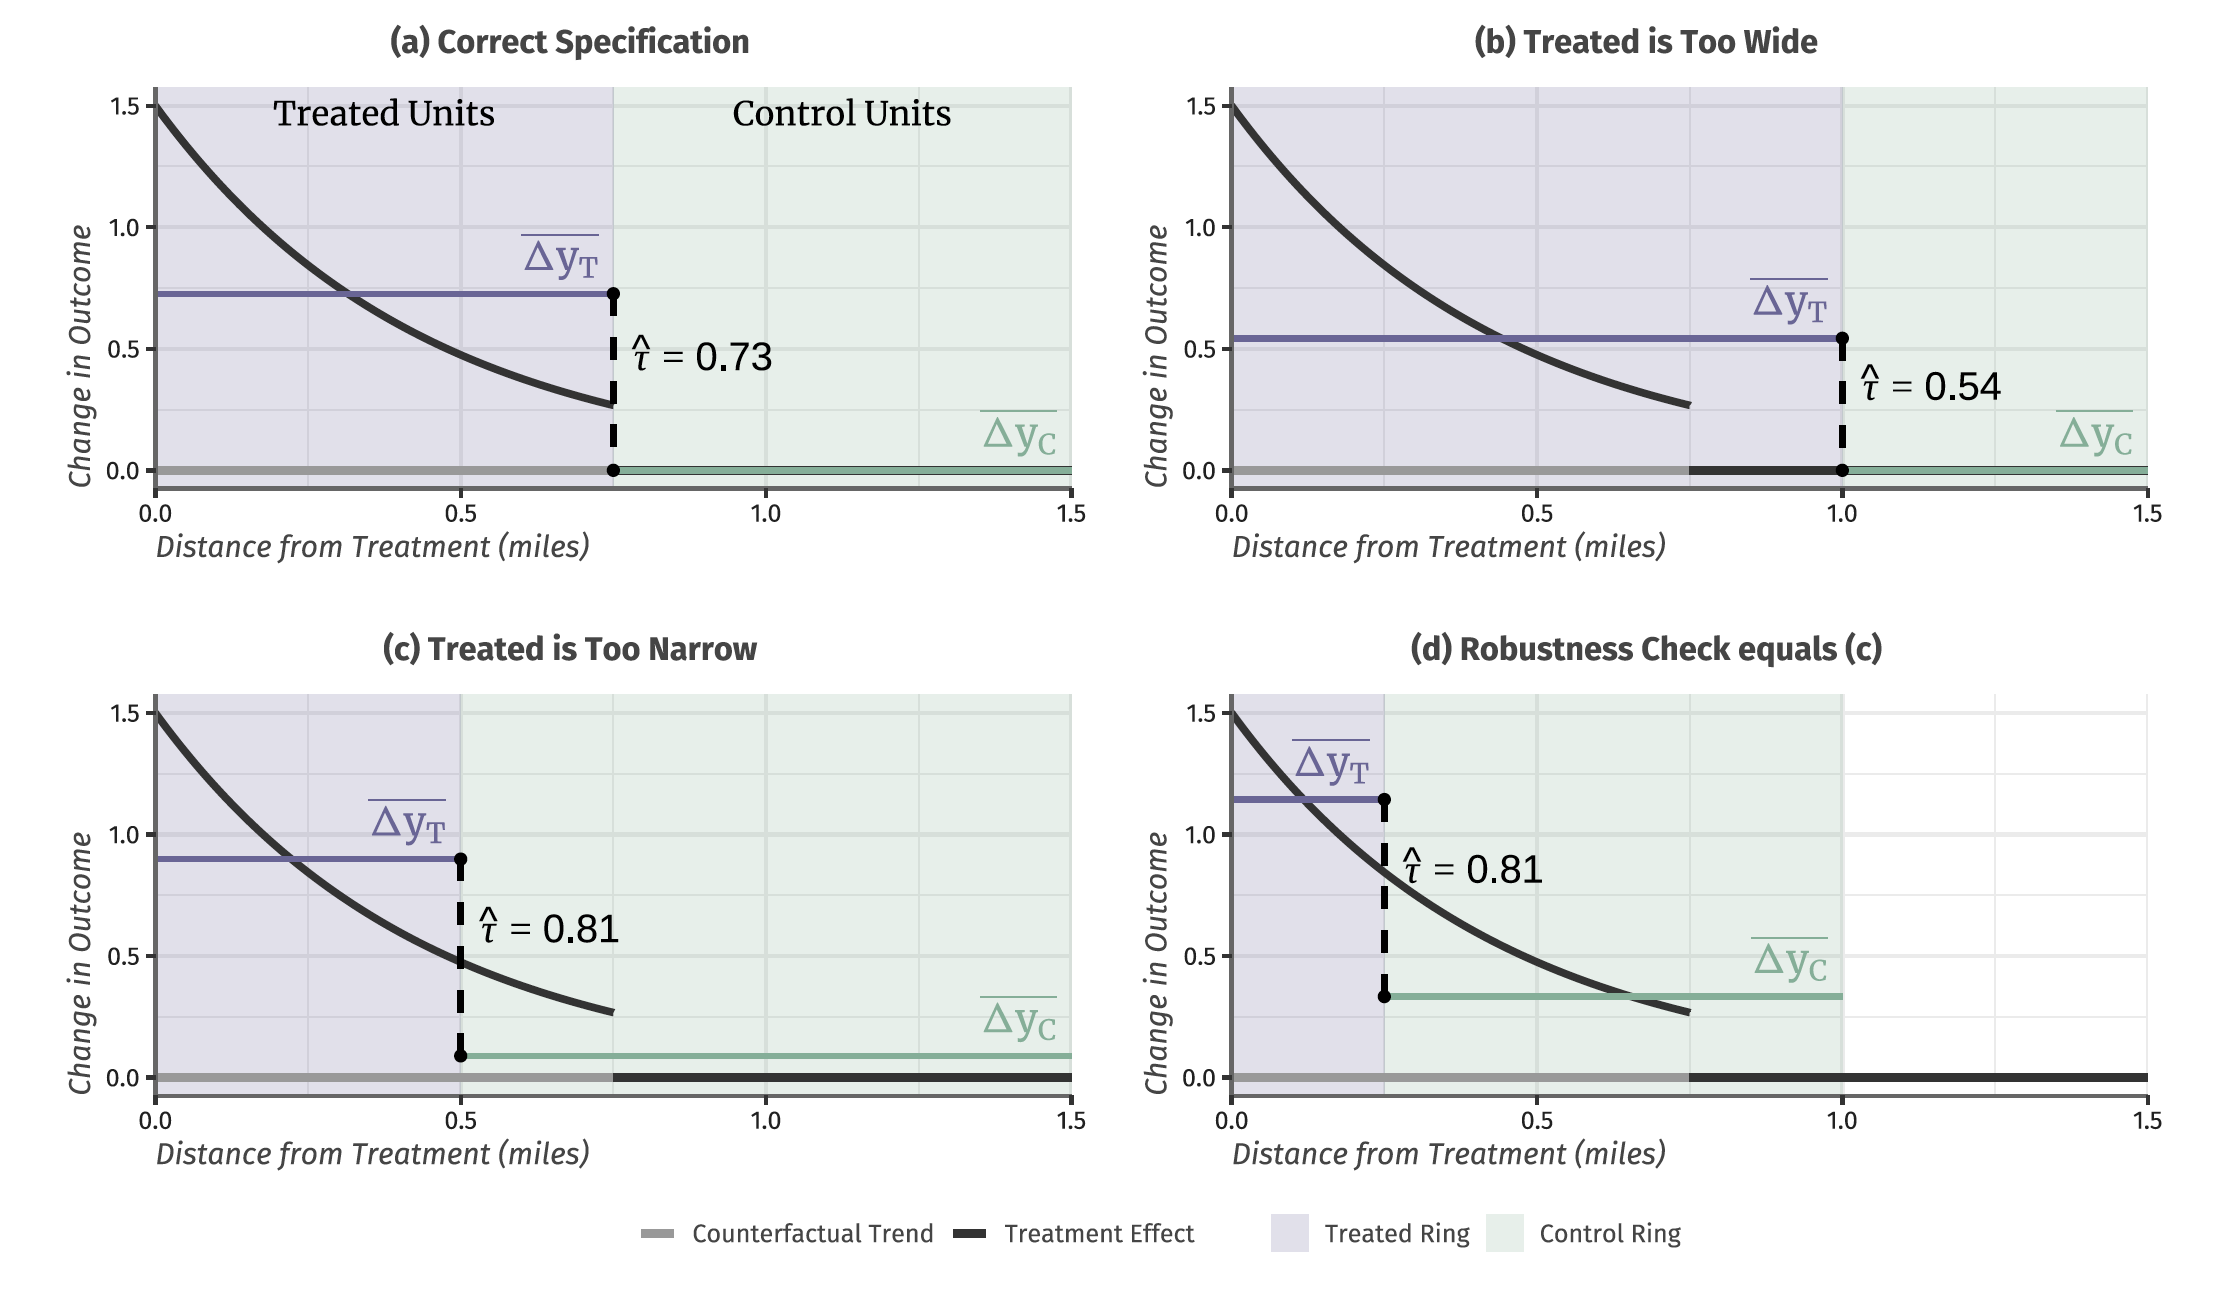 (a) Correct Specification
Change in Outcome
1.5
1.0
0.5
0.0
Treated Units
Control Units
Δy_T
τ̂ = 0.73
Δy_C
0.0 0.5 1.0 1.5
Distance from Treatment (miles)
(b) Treated is Too Wide
Change in Outcome
1.5
1.0
0.5
0.0
Δy_T
τ̂ = 0.54
Δy_C
0.0 0.5 1.0 1.5
Distance from Treatment (miles)
(c) Treated is Too Narrow
Change in Outcome
1.5
1.0
0.5
0.0
Δy_T
τ̂ = 0.81
Δy_C
0.0 0.5 1.0 1.5
Distance from Treatment (miles)
(d) Robustness Check equals (c)
Change in Outcome
1.5
1.0
0.5
0.0
Δy_T
τ̂ = 0.81
Δy_C
0.0 0.5 1.0 1.5
Distance from Treatment (miles)
Counterfactual Trend Treatment Effect Treated Ring Control Ring